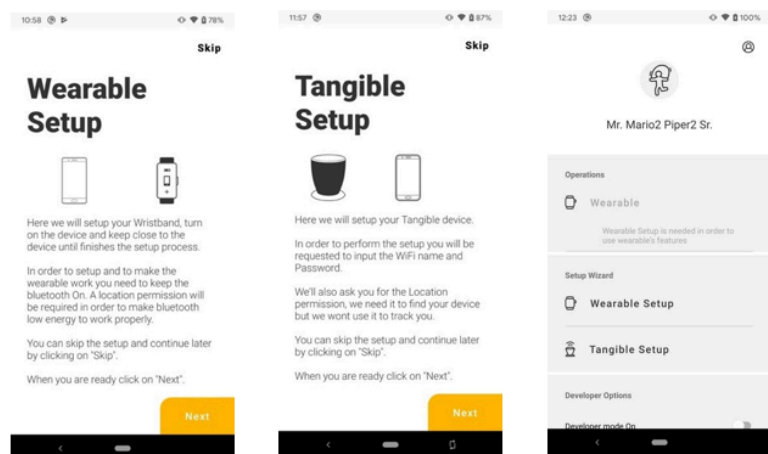 10:58
78%
Skip
Wearable
Setup
Here we will setup your Wristband, turn
on the device and keep close to the
device until finishes the setup process.
In order to setup and to make the
wearable work you need to keep the
bluetooth On. A location permission will
be required in order to make bluetooth
low energy to work properly.
You can skip the setup and continue later
by clicking on "Skip".
When you are ready click on "Next".
Next
11:57
87%
Skip
Tangible
Setup
Here we will setup your Tangible device.
In order to perform the setup you will be
requested to input the WiFi name and
Password.
We'll also ask you for the Location
permission, we need it to find your device
but we wont use it to track you.
You can skip the setup and continue later
by clicking on "Skip".
When you are ready click on "Next".
Next
12:23
100%
Mr. Mario2 Piper2 Sr.
Operations
Wearable
Wearable Setup is needed in order to
use wearable's features
Setup Wizard
Wearable Setup
Tangible Setup
Developer Options
Developer mode On